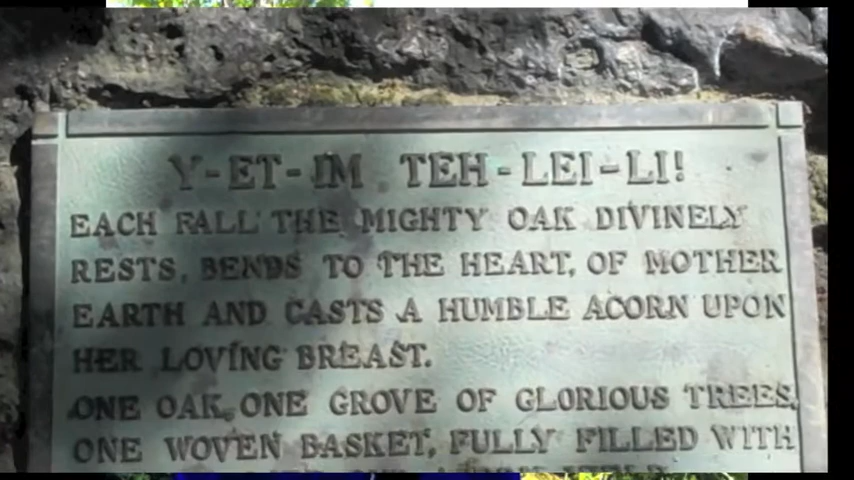 Y-ET-IM TEH-LEI-LI!
EACH FALL THE MIGHTY OAK DIVINELY
RESTS, BENDS TO THE HEART, OF MOTHER
EARTH AND CASTS A HUMBLE ACORN UPON
HER LOVING BREAST.
ONE OAK, ONE GROVE OF GLORIOUS TREES,
ONE WOVEN BASKET, FULLY FILLED WITH